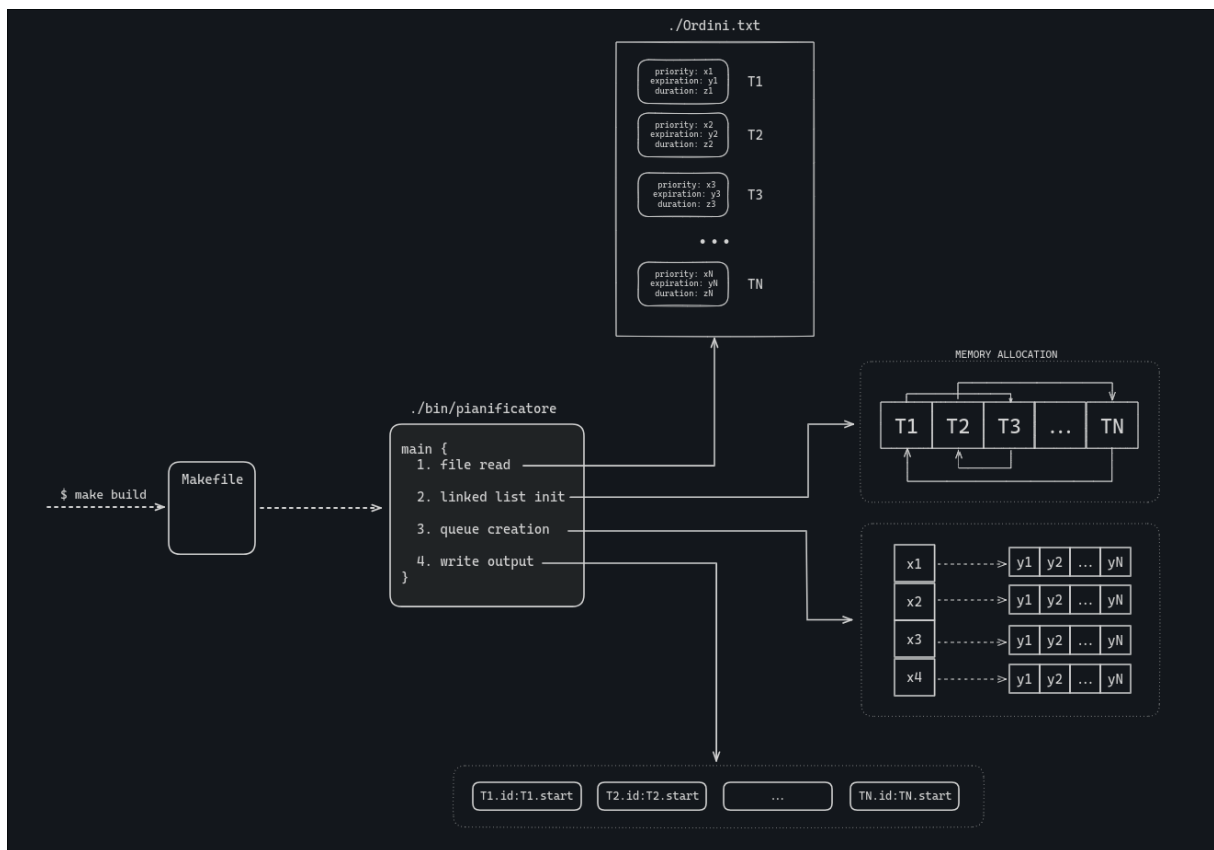 ./Ordini.txt
priority: x1
expiration: y1
duration: z1
T1
priority: x2
expiration: y2
duration: z2
T2
priority: x3
expiration: y3
duration: z3
T3
...
priority: xN
expiration: yN
duration: zN
TN
MEMORY ALLOCATION
T1 T2 T3 ... TN
./bin/pianificatore
main {
1. file read
2. linked list init
3. queue creation
4. write output
}
$ make build
Makefile
x1 y1 y2 ... yN
x2 y1 y2 ... yN
x3 y1 y2 ... yN
x4 y1 y2 ... yN
T1.id:T1.start T2.id:T2.start ... TN.id:TN.start